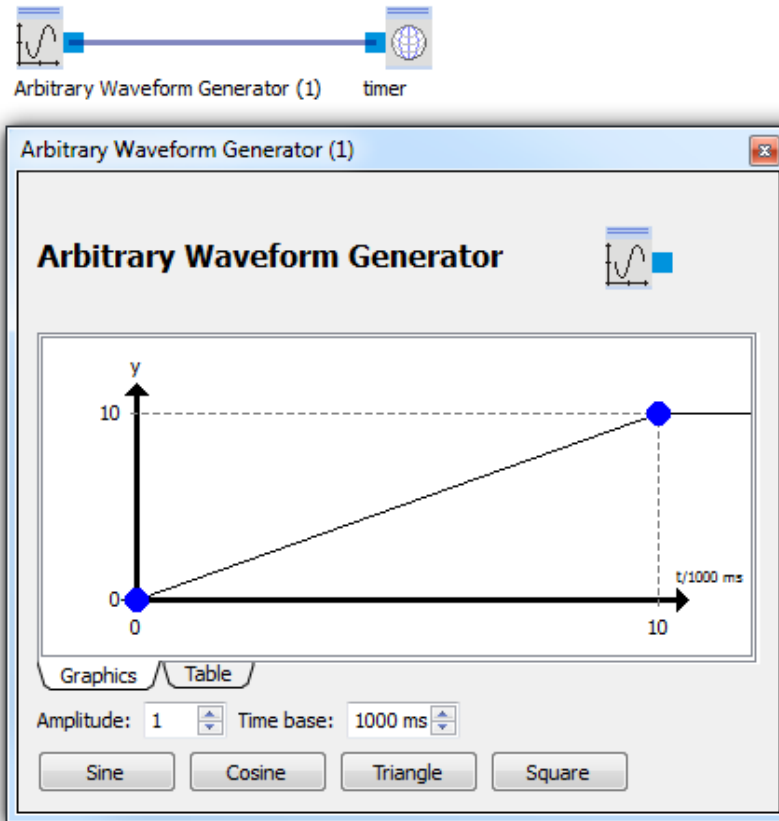 Arbitrary Waveform Generator (1) timer
Arbitrary Waveform Generator (1)
Arbitrary Waveform Generator
y
10
t/1000 ms
0
0 10
Graphics Table
Amplitude: 1 Time base: 1000 ms
Sine Cosine Triangle Square